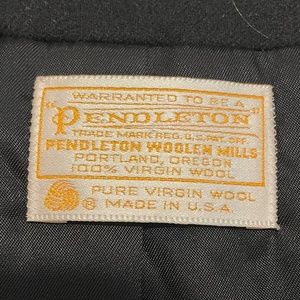 WARRANTED TO BE A
"PENDLETON"
TRADE MARK REG. U.S. PAT. OFF.
PENDLETON WOOLEN MILLS
PORTLAND, OREGON
100% VIRGIN WOOL
PURE VIRGIN WOOL
® MADE IN U.S.A.